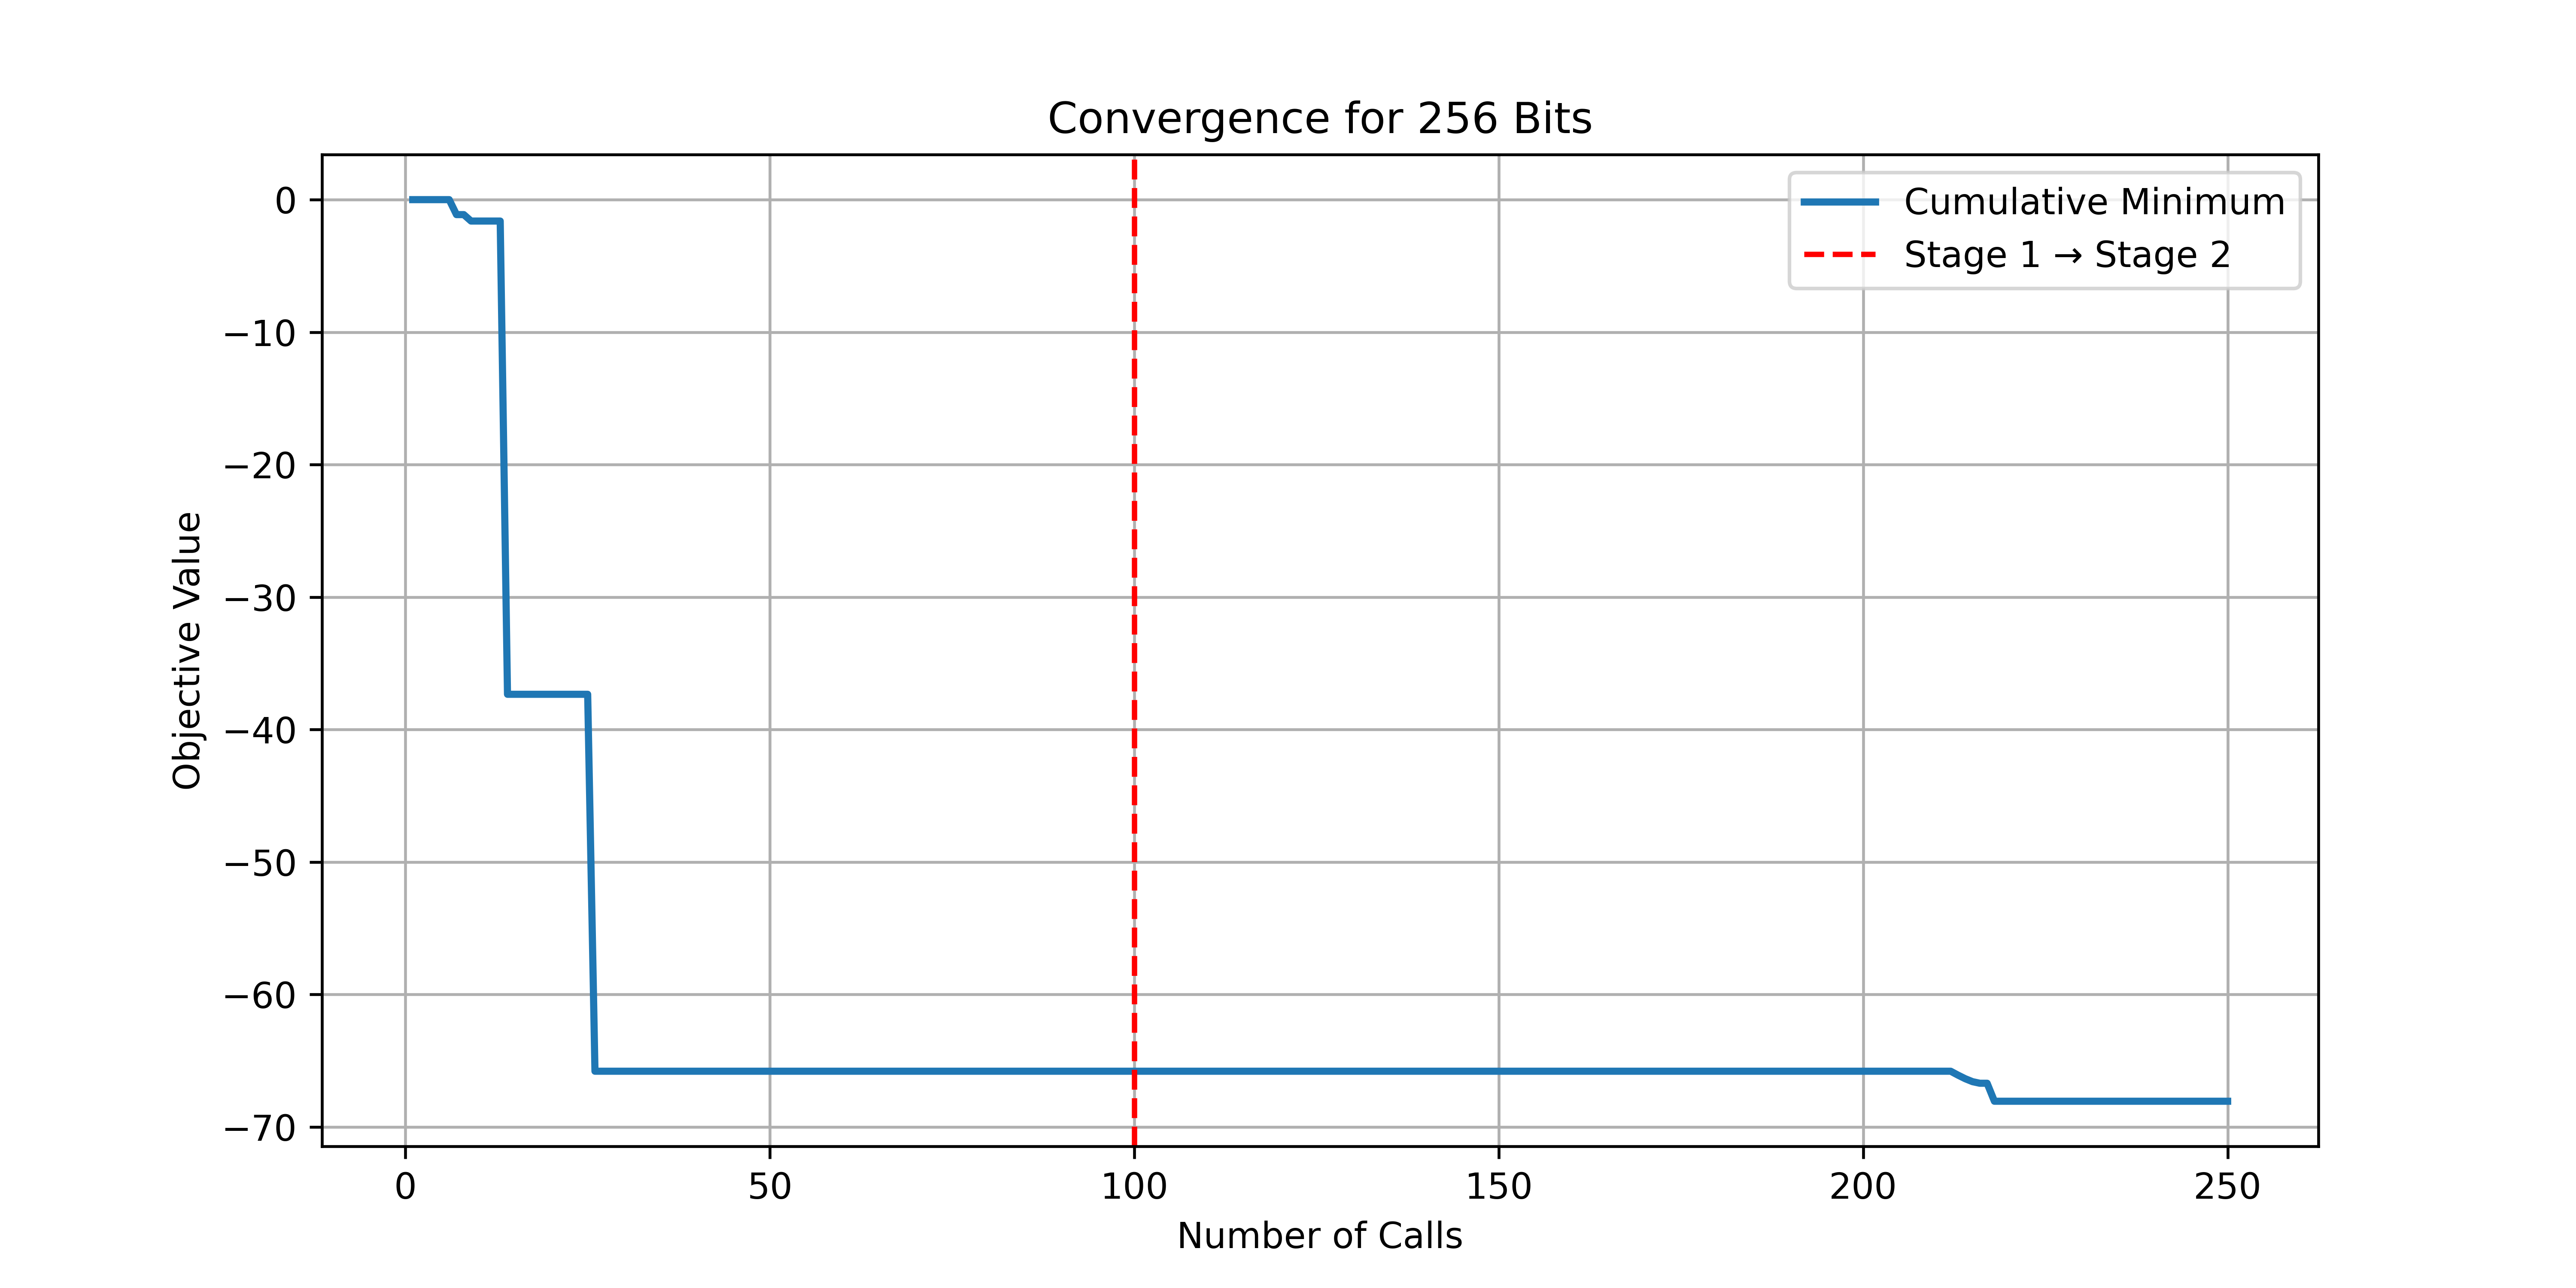 Convergence for 256 Bits
Cumulative Minimum
Stage 1 → Stage 2
Objective Value
0
−10
−20
−30
−40
−50
−60
−70
0 50 100 150 200 250
Number of Calls